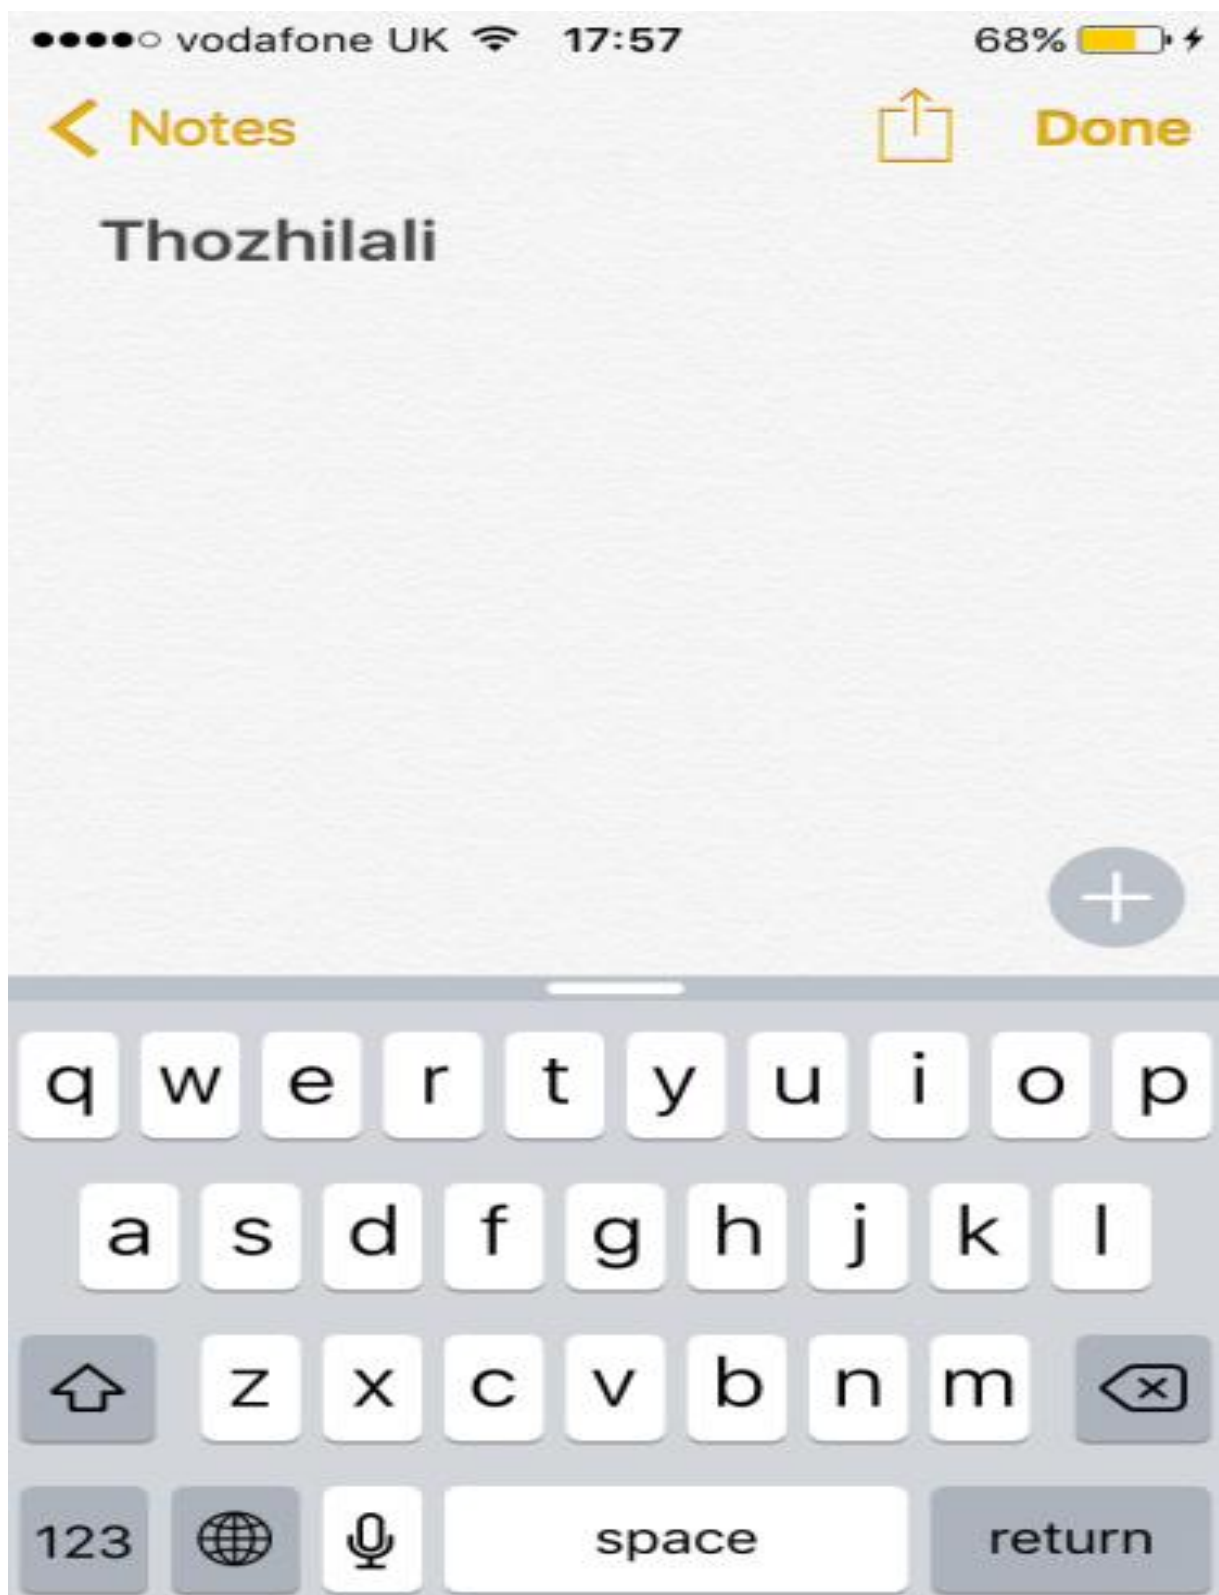 vodafone UK 17:57 68%
Notes Done
Thozhilali
q w e r t y u i o p
a s d f g h j k l
z x c v b n m
123 space return